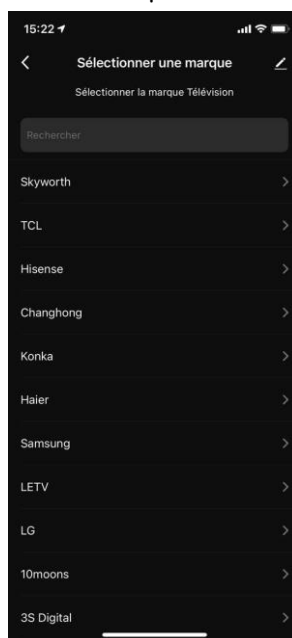 15:22
Sélectionner une marque
Sélectionner la marque Télévision
Rechercher
Skyworth
TCL
Hisense
Changhong
Konka
Haier
Samsung
LETV
LG
10moons
3S Digital